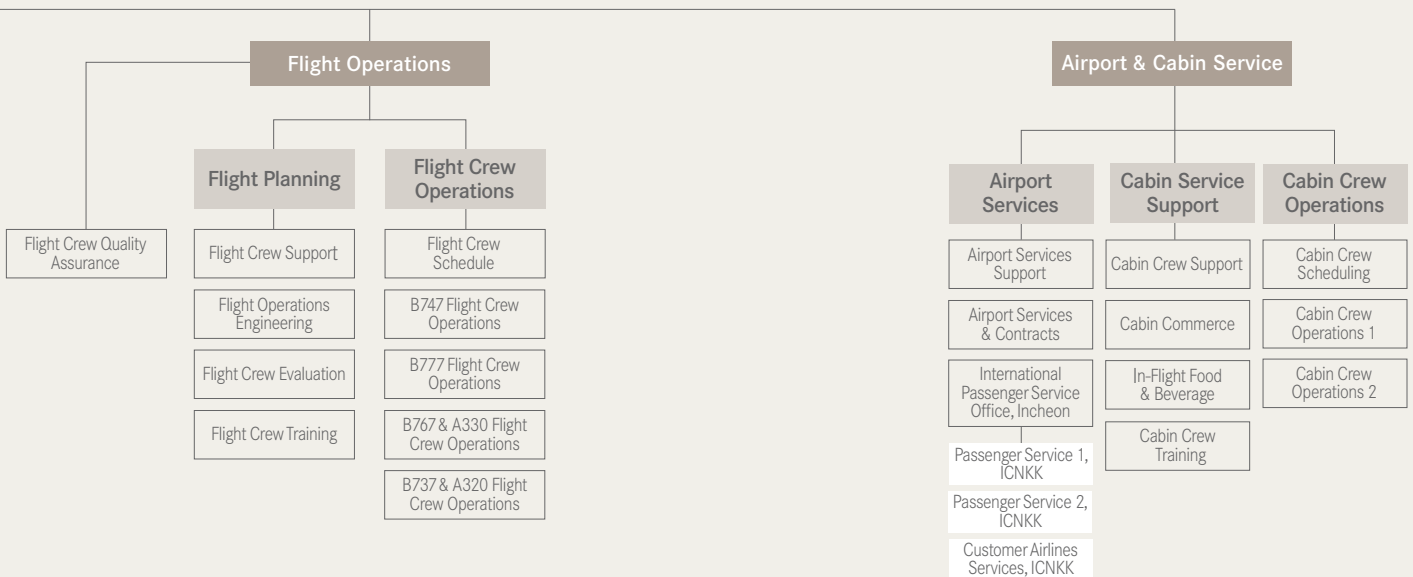 Flight Operations
Airport & Cabin Service
Flight Planning
Flight Crew
Operations
Airport
Services
Cabin Service
Support
Cabin Crew
Operations
Flight Crew Quality
Assurance
Flight Crew Support
Flight Operations
Engineering
Flight Crew Evaluation
Flight Crew Training
Flight Crew
Schedule
B747 Flight Crew
Operations
B777 Flight Crew
Operations
B767 & A330 Flight
Crew Operations
B737 & A320 Flight
Crew Operations
Airport Services
Support
Airport Services
& Contracts
International
Passenger Service
Office, Incheon
Passenger Service 1,
ICNKK
Passenger Service 2,
ICNKK
Customer Airlines
Services, ICNKK
Cabin Crew Support
Cabin Commerce
In-Flight Food
& Beverage
Cabin Crew
Training
Cabin Crew
Scheduling
Cabin Crew
Operations 1
Cabin Crew
Operations 2